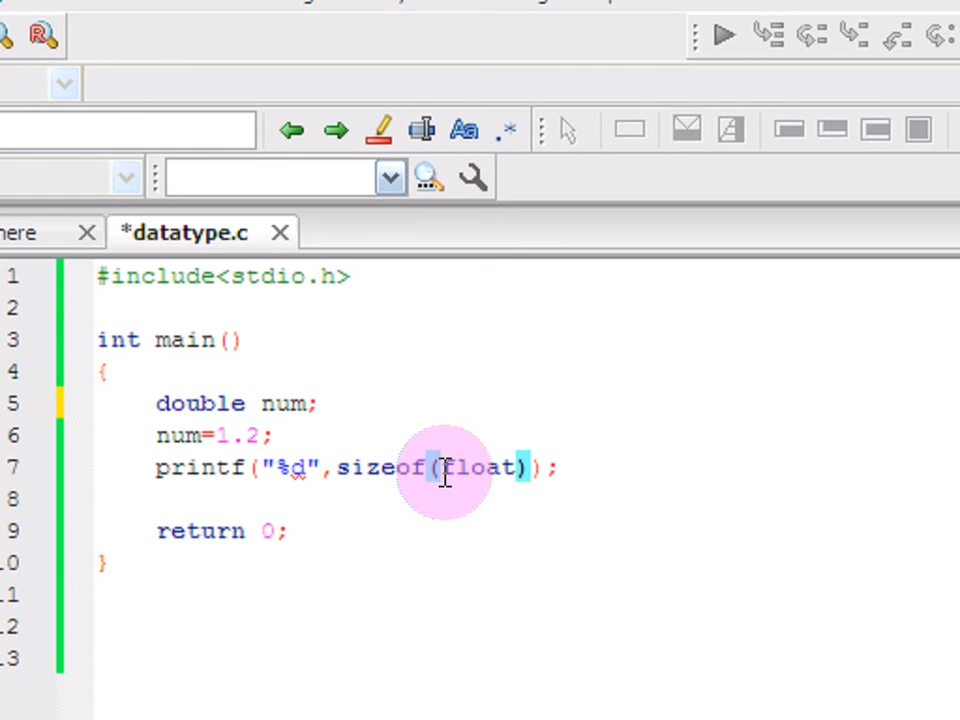 here
*datatype.c
1 #include<stdio.h>
2
3 int main()
4 {
5 double num;
6 num=1.2;
7 printf("%d",sizeof(float));
8
9 return 0;
10 }
11
12
13